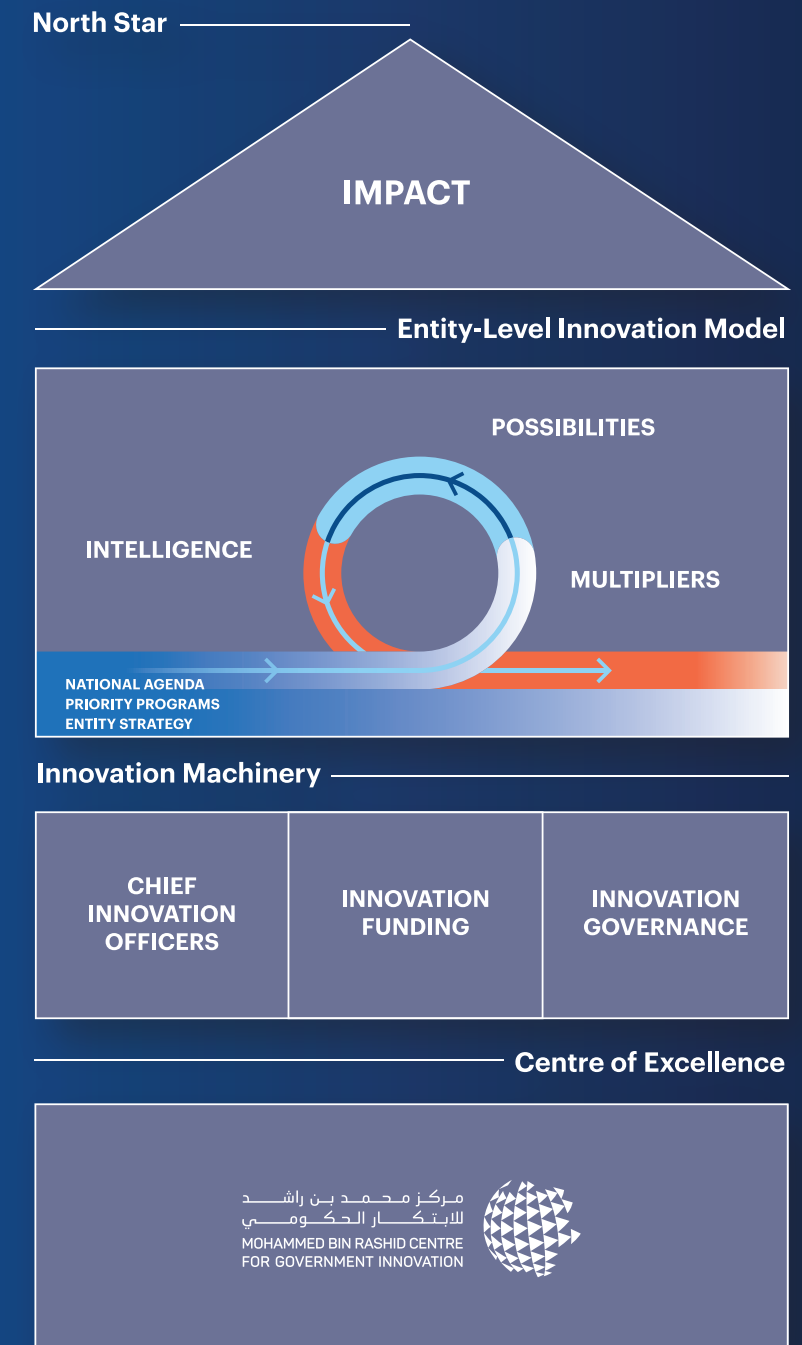 North Star
IMPACT
Entity-Level Innovation Model
POSSIBILITIES
INTELLIGENCE
MULTIPLIERS
NATIONAL AGENDA
PRIORITY PROGRAMS
ENTITY STRATEGY
Innovation Machinery
CHIEF
INNOVATION
OFFICERS
INNOVATION
FUNDING
INNOVATION
GOVERNANCE
Centre of Excellence
مركز محمد بن راشد
للابتكار الحكومي
MOHAMMED BIN RASHID CENTRE
FOR GOVERNMENT INNOVATION